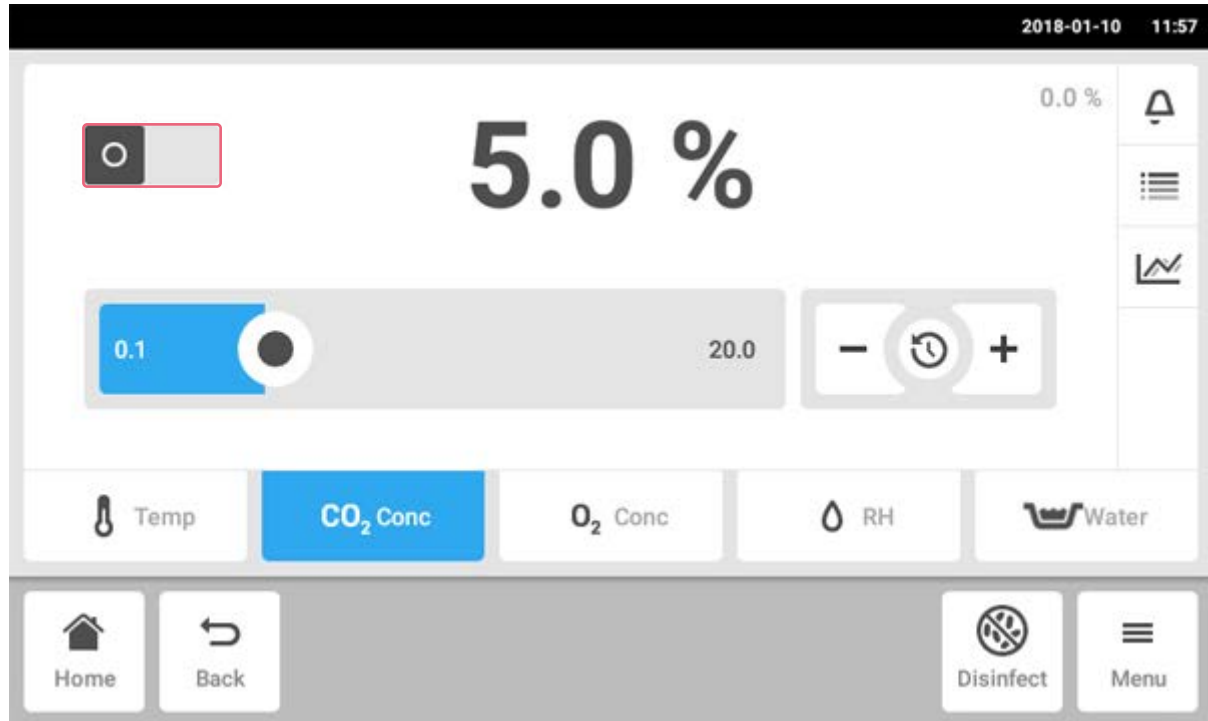 2018-01-10 11:57
0.0 %
5.0 %
0.1 20.0
Temp CO₂ Conc O₂ Conc RH Water
Home Back Disinfect Menu